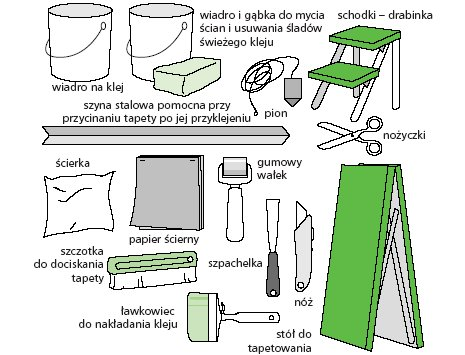 wiadro i gąbka do mycia
ścian i usuwania śladów
świeżego kleju
schodki – drabinka
wiadro na klej
szyna stalowa pomocna przy
przycinaniu tapety po jej przyklejeniu
pion
nożyczki
ścierka
gumowy
wałek
papier ścierny
szczotka
do dociskania
tapety
szpachelka
nóż
ławkowiec
do nakładania kleju
stół do
tapetowania